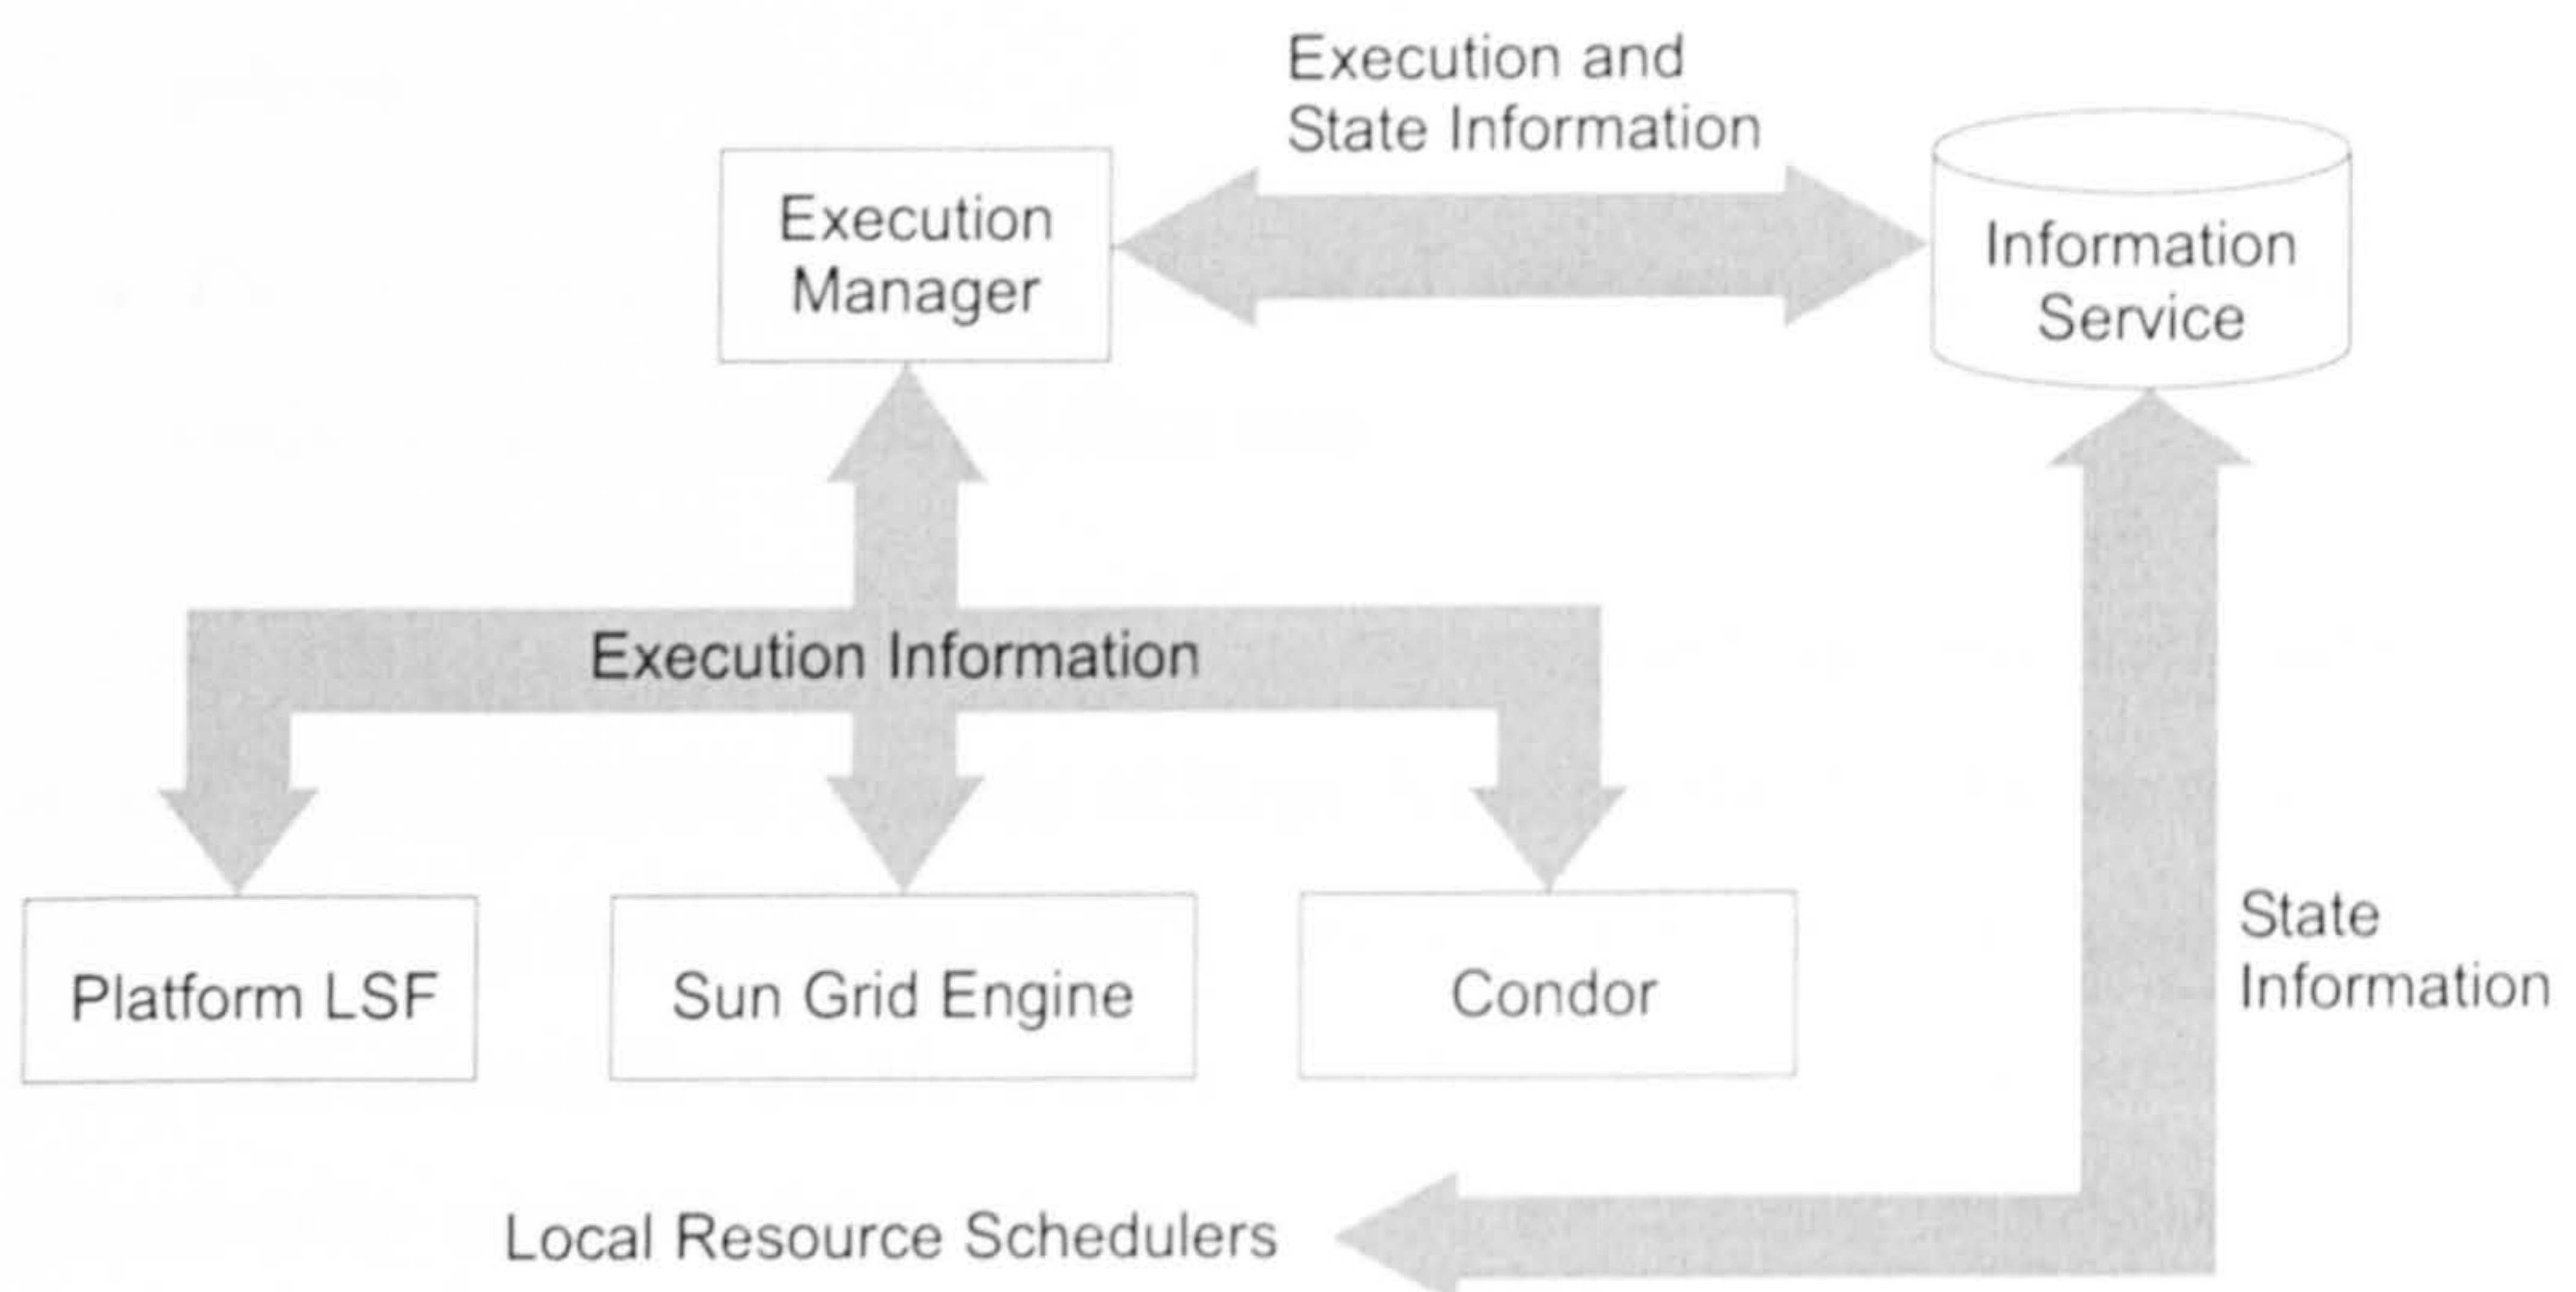 Execution and
State Information
Execution
Manager
Information
Service
Execution Information
Platform LSF
Sun Grid Engine
Condor
State
Information
Local Resource Schedulers